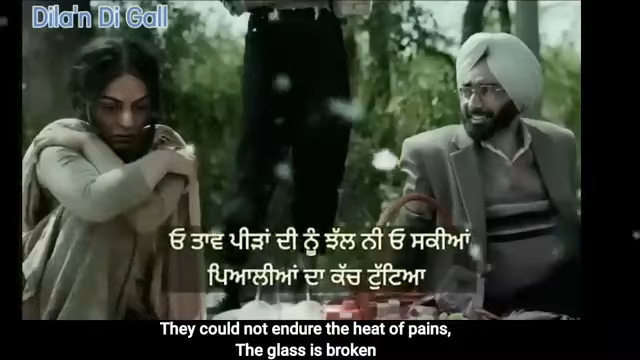 Dila'n Di Gall
ਓ ਤਾਵ ਪੀੜਾਂ ਦੀ ਨੂੰ ਝੱਲ ਨੀ ਓ ਸਕੀਆਂ
ਪਿਆਲੀਆਂ ਦਾ ਕੱਚ ਟੁੱਟਿਆ
They could not endure the heat of pains,
The glass is broken